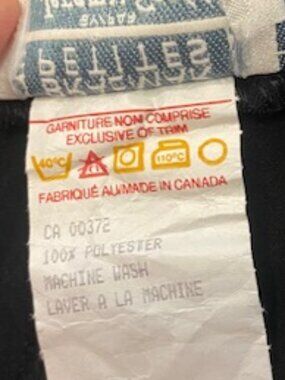 PETITES
GARNITURE NON COMPRISE
EXCLUSIVE OF TRIM
40°C
110°C
FABRIQUÉ AU/MADE IN CANADA
CA 00372
100% POLYESTER
MACHINE WASH
LAVER A LA MACHINE